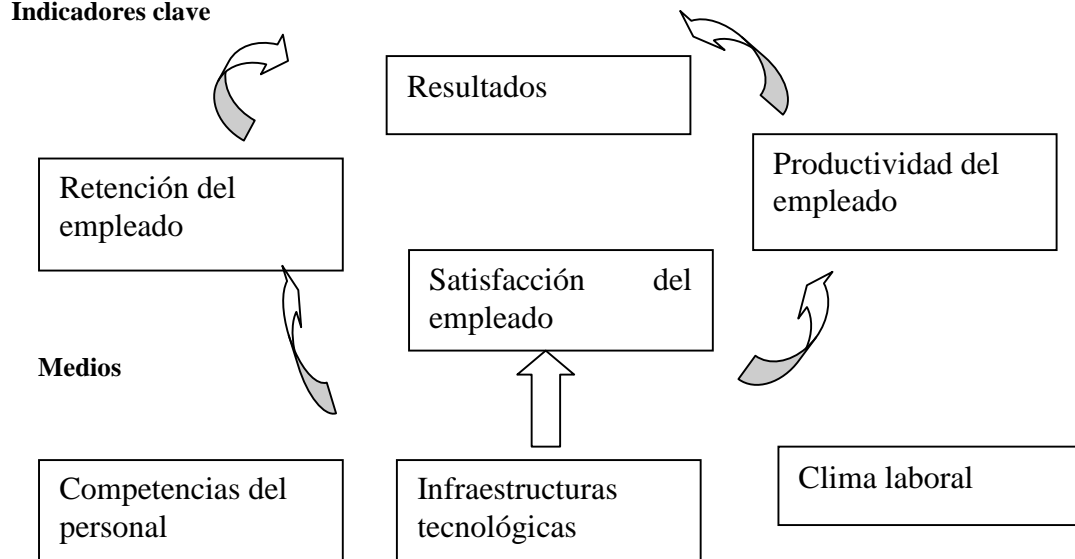 Indicadores clave
Resultados
Retención del
empleado
Productividad del
empleado
Satisfacción del
empleado
Medios
Competencias del
personal
Infraestructuras
tecnológicas
Clima laboral